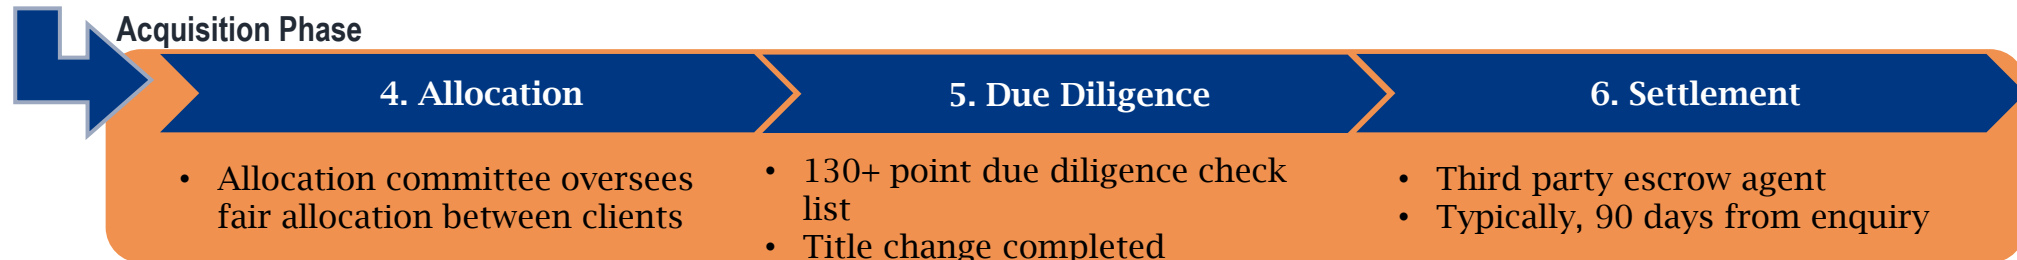 Acquisition Phase
4. Allocation
5. Due Diligence
6. Settlement
• Allocation committee oversees
fair allocation between clients
• 130+ point due diligence check
list
• Title change completed
• Third party escrow agent
• Typically, 90 days from enquiry